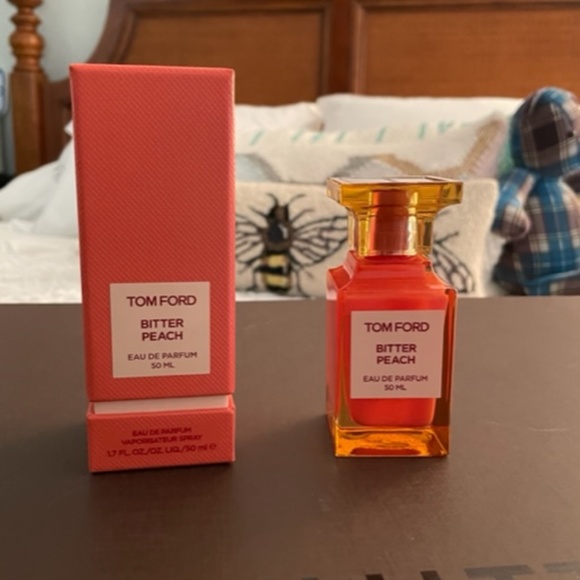 TOM FORD
BITTER
PEACH
EAU DE PARFUM
50 ML
EAU DE PARFUM
VAPORISATEUR SPRAY
1.7 FL.OZ./OZ. LIQ./50 ml ℮
TOM FORD
BITTER
PEACH
EAU DE PARFUM
50 ML